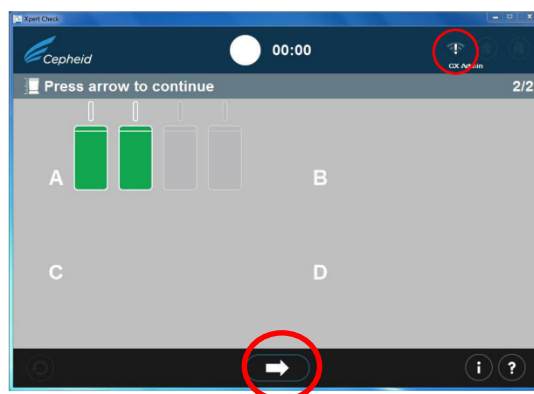 Xpert Check
Cepheid
00:00
GX Admin
Press arrow to continue
2/2
A
B
C
D
i
?